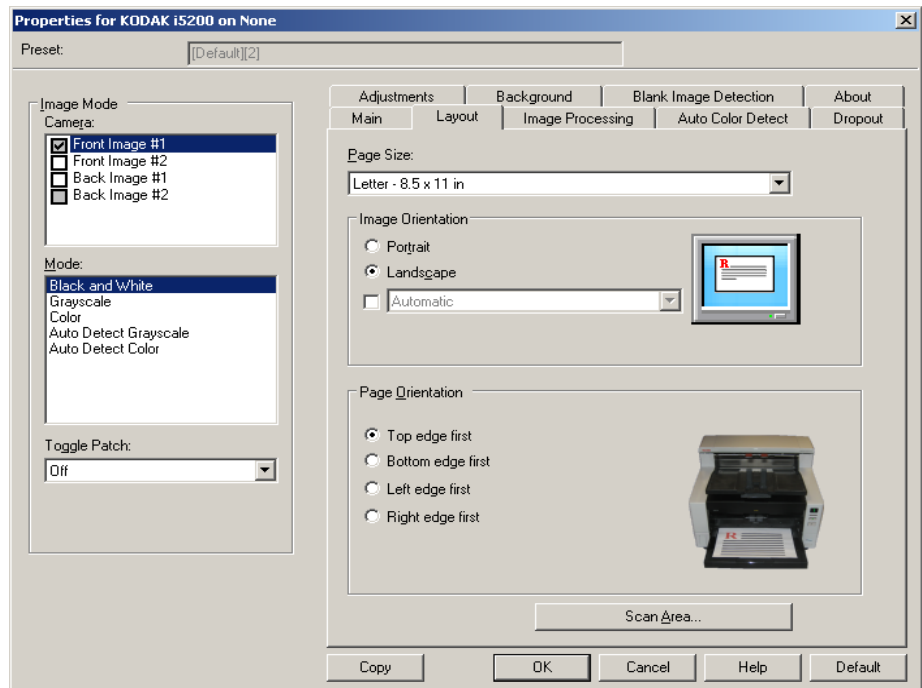 Properties for KODAK i5200 on None
Preset:
[Default][2]
Image Mode
Camera:
Front Image #1
Front Image #2
Back Image #1
Back Image #2
Mode:
Black and White
Grayscale
Color
Auto Detect Grayscale
Auto Detect Color
Toggle Patch:
Off
Adjustments Background Blank Image Detection About
Main Layout Image Processing Auto Color Detect Dropout
Page Size:
Letter - 8.5 x 11 in
Image Orientation
Portrait
Landscape
Automatic
R
Page Orientation
Top edge first
Bottom edge first
Left edge first
Right edge first
R
Scan Area...
Copy OK Cancel Help Default